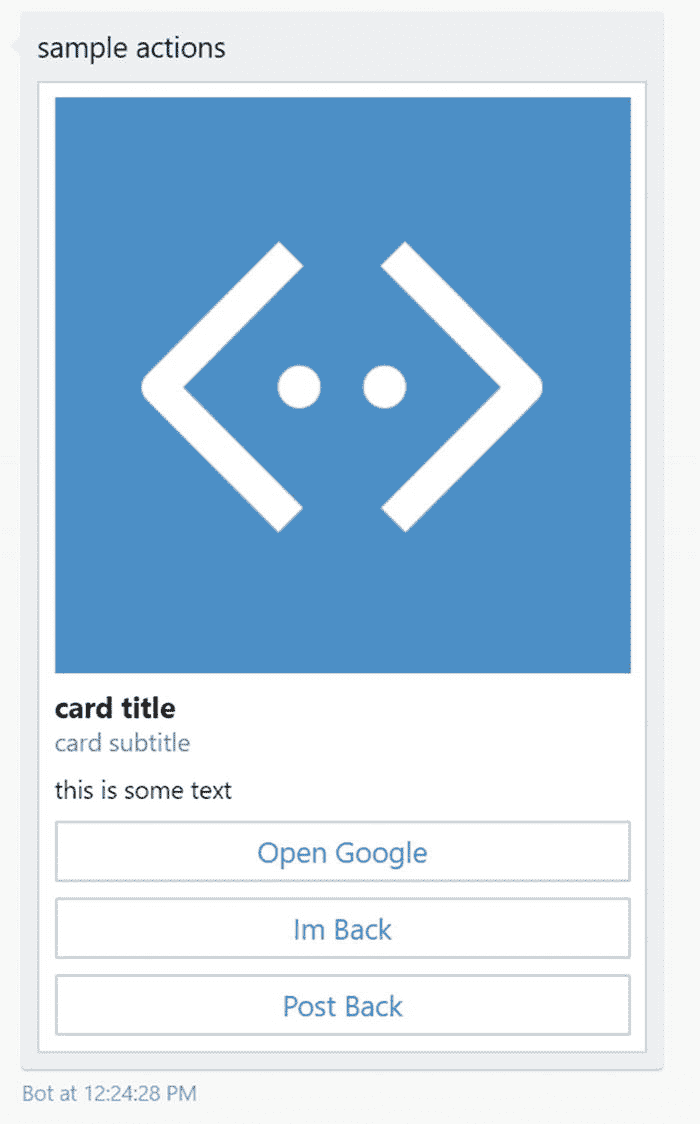 sample actions
card title
card subtitle
this is some text
Open Google
Im Back
Post Back
Bot at 12:24:28 PM